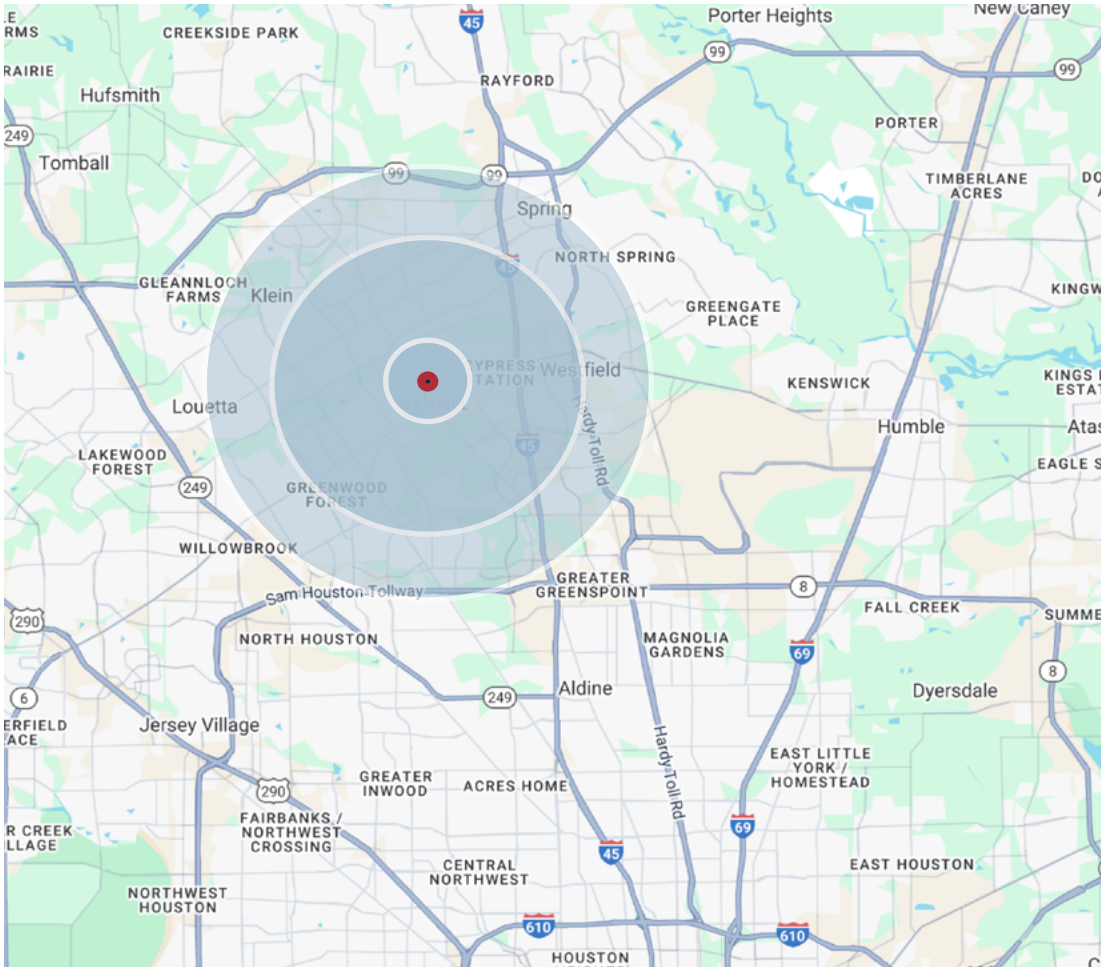 45
Porter Heights
New Caney
RMS
CREEKSIDE PARK
99
99
RAYFORD
RAIRIE
Hufsmith
PORTER
249
Tomball
99
99
TIMBERLANE
ACRES
DO
Spring
NORTH SPRING
45
GLEANNLOCH
FARMS
Klein
KINGW
GREENGATE
PLACE
CYPRESS
STATION
Westfield
KENSWICK
KINGS
ESTAT
Louetta
Hardy Toll Rd
Humble
Atas
45
LAKEWOOD
FOREST
EAGLE S
249
GREENWOOD
FOREST
WILLOWBROOK
GREATER
GREENSPOINT
8
Sam Houston Tollway
FALL CREEK
SUMME
290
NORTH HOUSTON
MAGNOLIA
GARDENS
69
8
6
249
Aldine
Dyersdale
ERFIELD
ACE
Jersey Village
Hardy Toll Rd
EAST LITTLE
YORK /
HOMESTEAD
GREATER
INWOOD
ACRES HOME
290
FAIRBANKS /
NORTHWEST
CROSSING
69
R CREEK
LLAGE
45
CENTRAL
NORTHWEST
EAST HOUSTON
NORTHWEST
HOUSTON
610
610
HOUSTON